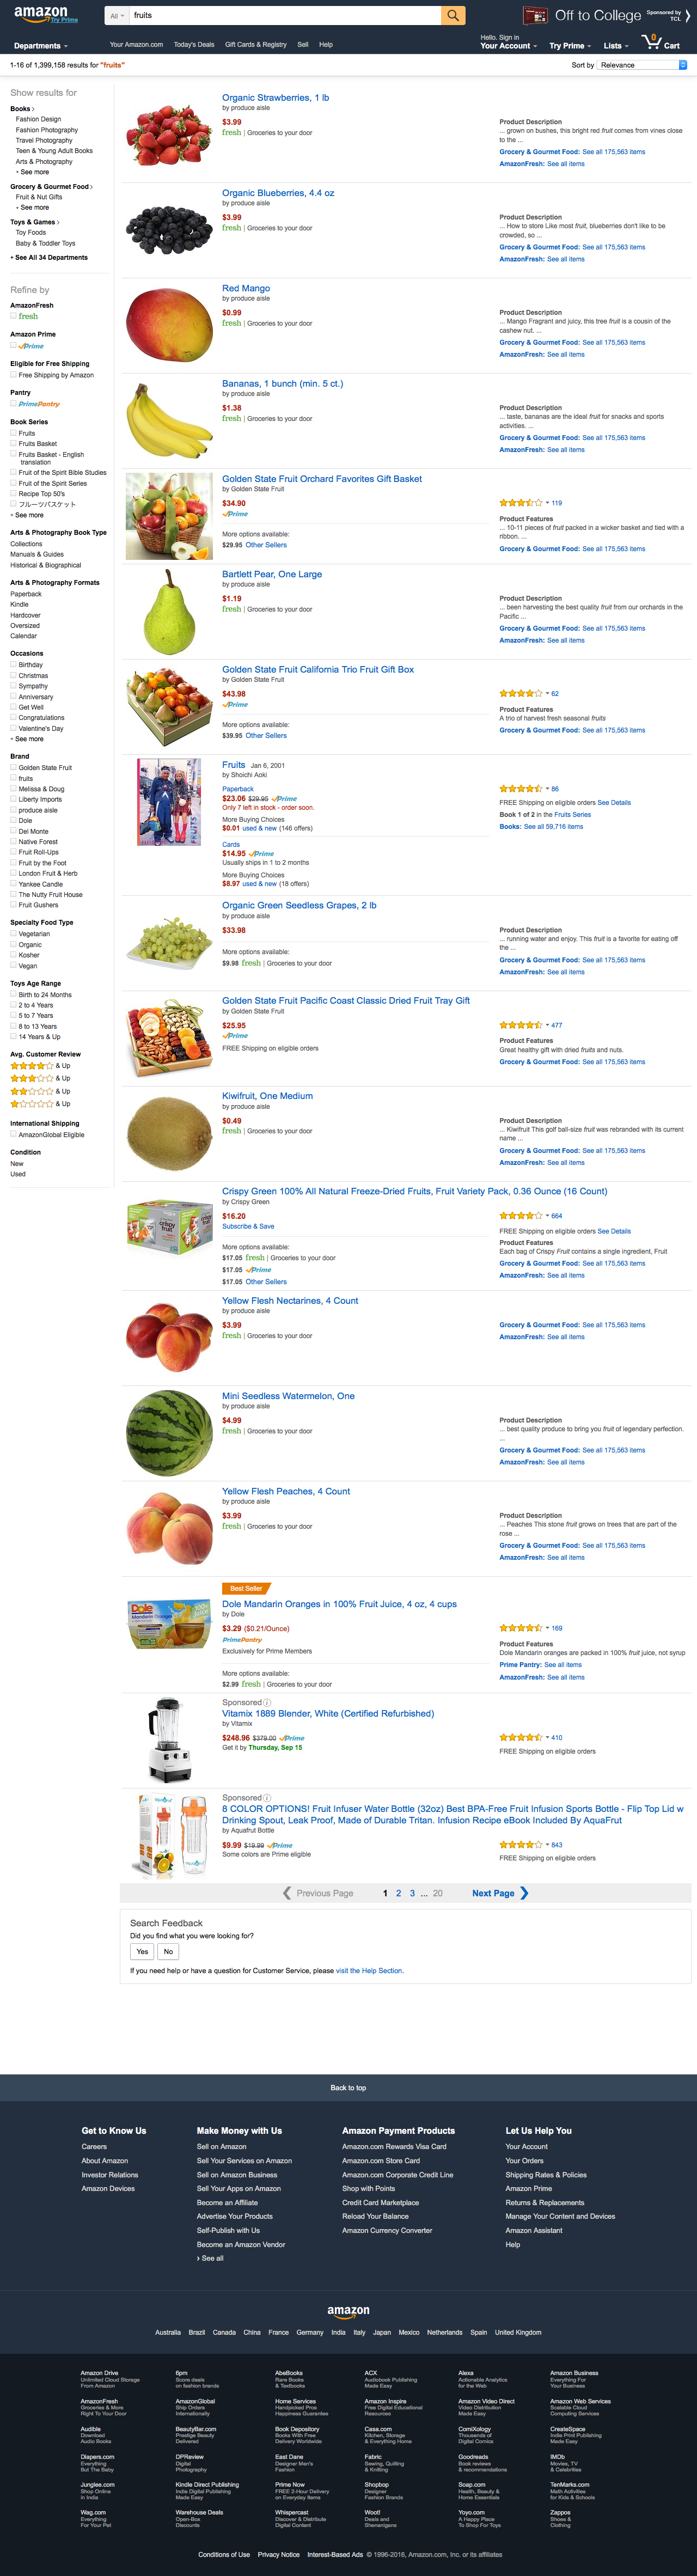 amazon
Try Prime
All
fruits
Off to College
Sponsored by
TCL
Departments
Your Amazon.com Today's Deals Gift Cards & Registry Sell Help
Hello. Sign in
Your Account Try Prime Lists 0 Cart
1-16 of 1,399,158 results for "fruits"
Sort by Relevance
Show results for
Books
Fashion Design
Fashion Photography
Travel Photography
Teen & Young Adult Books
Arts & Photography
See more
Grocery & Gourmet Food
Fruit & Nut Gifts
See more
Toys & Games
Toy Foods
Baby & Toddler Toys
+ See All 34 Departments
Refine by
AmazonFresh
fresh
Amazon Prime
Prime
Eligible for Free Shipping
Free Shipping by Amazon
Pantry
PrimePantry
Book Series
Fruits
Fruits Basket
Fruits Basket - English
translation
Fruit of the Spirit Bible Studies
Fruit of the Spirit Series
Recipe Top 50's
フルーツバスケット
+ See more
Arts & Photography Book Type
Collections
Manuals & Guides
Historical & Biographical
Arts & Photography Formats
Paperback
Kindle
Hardcover
Oversized
Calendar
Occasions
Birthday
Christmas
Sympathy
Anniversary
Get Well
Congratulations
Valentine's Day
+ See more
Brand
Golden State Fruit
fruits
Melissa & Doug
Liberty Imports
produce aisle
Dole
Del Monte
Native Forest
Fruit Roll-Ups
Fruit by the Foot
London Fruit & Herb
Yankee Candle
The Nutty Fruit House
Fruit Gushers
Specialty Food Type
Vegetarian
Organic
Kosher
Vegan
Toys Age Range
Birth to 24 Months
2 to 4 Years
5 to 7 Years
8 to 13 Years
14 Years & Up
Avg. Customer Review
& Up
& Up
& Up
& Up
International Shipping
AmazonGlobal Eligible
Condition
New
Used
Organic Strawberries, 1 lb
by produce aisle
$3.99
fresh | Groceries to your door
Product Description
... grown on bushes, this bright red fruit comes from vines close
to the ...
Grocery & Gourmet Food: See all 175,563 items
AmazonFresh: See all items
Organic Blueberries, 4.4 oz
by produce aisle
$3.99
fresh | Groceries to your door
Product Description
... How to store Like most fruit, blueberries don't like to be
crowded, so ...
Grocery & Gourmet Food: See all 175,563 items
AmazonFresh: See all items
Red Mango
by produce aisle
$0.99
fresh | Groceries to your door
Product Description
... Mango Fragrant and juicy, this tree fruit is a cousin of the
cashew nut. ...
Grocery & Gourmet Food: See all 175,563 items
AmazonFresh: See all items
Bananas, 1 bunch (min. 5 ct.)
by produce aisle
$1.38
fresh | Groceries to your door
Product Description
... taste, bananas are the ideal fruit for snacks and sports
activities. ...
Grocery & Gourmet Food: See all 175,563 items
AmazonFresh: See all items
Golden State Fruit Orchard Favorites Gift Basket
by Golden State Fruit
$34.90
Prime
More options available:
$29.95 Other Sellers
119
Product Features
... 10-11 pieces of fruit packed in a wicker basket and tied with a
ribbon. ...
Grocery & Gourmet Food: See all 175,563 items
Bartlett Pear, One Large
by produce aisle
$1.19
fresh | Groceries to your door
Product Description
... been harvesting the best quality fruit from our orchards in the
Pacific ...
Grocery & Gourmet Food: See all 175,563 items
AmazonFresh: See all items
Golden State Fruit California Trio Fruit Gift Box
by Golden State Fruit
$43.98
Prime
More options available:
$39.95 Other Sellers
62
Product Features
A trio of harvest fresh seasonal fruits
Grocery & Gourmet Food: See all 175,563 items
FRUITS
Fruits Jan 6, 2001
by Shoichi Aoki
Paperback
$23.06 $29.95 Prime
Only 7 left in stock - order soon.
More Buying Choices
$0.01 used & new (146 offers)
Cards
$14.95 Prime
Usually ships in 1 to 2 months
More Buying Choices
$8.97 used & new (18 offers)
86
FREE Shipping on eligible orders See Details
Book 1 of 2 in the Fruits Series
Books: See all 59,716 items
Organic Green Seedless Grapes, 2 lb
by produce aisle
$33.98
More options available:
$9.98 fresh | Groceries to your door
Product Description
... running water and enjoy. This fruit is a favorite for eating off
the ...
Grocery & Gourmet Food: See all 175,563 items
AmazonFresh: See all items
Golden State Fruit Pacific Coast Classic Dried Fruit Tray Gift
by Golden State Fruit
$25.95
Prime
FREE Shipping on eligible orders
477
Product Features
Great healthy gift with dried fruits and nuts.
Grocery & Gourmet Food: See all 175,563 items
Kiwifruit, One Medium
by produce aisle
$0.49
fresh | Groceries to your door
Product Description
... Kiwifruit This golf ball-size fruit was rebranded with its current
name ...
Grocery & Gourmet Food: See all 175,563 items
AmazonFresh: See all items
crispy fruit
Crispy Green 100% All Natural Freeze-Dried Fruits, Fruit Variety Pack, 0.36 Ounce (16 Count)
by Crispy Green
$16.20
Subscribe & Save
More options available:
$17.05 fresh | Groceries to your door
$17.05 Prime
$17.05 Other Sellers
664
FREE Shipping on eligible orders See Details
Product Features
Each bag of Crispy Fruit contains a single ingredient, Fruit
Grocery & Gourmet Food: See all 175,563 items
AmazonFresh: See all items
Yellow Flesh Nectarines, 4 Count
by produce aisle
$3.99
fresh | Groceries to your door
Grocery & Gourmet Food: See all 175,563 items
AmazonFresh: See all items
Mini Seedless Watermelon, One
by produce aisle
$4.99
fresh | Groceries to your door
Product Description
... best quality produce to bring you fruit of legendary perfection.
...
Grocery & Gourmet Food: See all 175,563 items
AmazonFresh: See all items
Yellow Flesh Peaches, 4 Count
by produce aisle
$3.99
fresh | Groceries to your door
Product Description
... Peaches This stone fruit grows on trees that are part of the
rose ...
Grocery & Gourmet Food: See all 175,563 items
AmazonFresh: See all items
Best Seller
Dole
Mandarin Oranges
Dole Mandarin Oranges in 100% Fruit Juice, 4 oz, 4 cups
by Dole
$3.29 ($0.21/Ounce)
PrimePantry
Exclusively for Prime Members
More options available:
$2.99 fresh | Groceries to your door
169
Product Features
Dole Mandarin oranges are packed in 100% fruit juice, not syrup
Prime Pantry: See all items
AmazonFresh: See all items
Sponsored
Vitamix 1889 Blender, White (Certified Refurbished)
by Vitamix
$248.96 $379.00 Prime
Get it by Thursday, Sep 15
410
FREE Shipping on eligible orders
Sponsored
8 COLOR OPTIONS! Fruit Infuser Water Bottle (32oz) Best BPA-Free Fruit Infusion Sports Bottle - Flip Top Lid w
Drinking Spout, Leak Proof, Made of Durable Tritan. Infusion Recipe eBook Included By AquaFrut
by Aquafrut Bottle
$9.99 $19.99 Prime
Some colors are Prime eligible
843
FREE Shipping on eligible orders
Previous Page 1 2 3 ... 20 Next Page
Search Feedback
Did you find what you were looking for?
Yes No
If you need help or have a question for Customer Service, please visit the Help Section.
Back to top
Get to Know Us
Careers
About Amazon
Investor Relations
Amazon Devices
Make Money with Us
Sell on Amazon
Sell Your Services on Amazon
Sell on Amazon Business
Sell Your Apps on Amazon
Become an Affiliate
Advertise Your Products
Self-Publish with Us
Become an Amazon Vendor
› See all
Amazon Payment Products
Amazon.com Rewards Visa Card
Amazon.com Store Card
Amazon.com Corporate Credit Line
Shop with Points
Credit Card Marketplace
Reload Your Balance
Amazon Currency Converter
Let Us Help You
Your Account
Your Orders
Shipping Rates & Policies
Amazon Prime
Returns & Replacements
Manage Your Content and Devices
Amazon Assistant
Help
amazon
Australia Brazil Canada China France Germany India Italy Japan Mexico Netherlands Spain United Kingdom
Amazon Drive
Unlimited Cloud Storage
From Amazon
6pm
Score deals
on fashion brands
AbeBooks
Rare Books
& Textbooks
ACX
Audiobook Publishing
Made Easy
Alexa
Actionable Analytics
for the Web
Amazon Business
Everything For
Your Business
AmazonFresh
Groceries & More
Right To Your Door
AmazonGlobal
Ship Orders
Internationally
Home Services
Handpicked Pros
Happiness Guarantee
Amazon Inspire
Free Digital Educational
Resources
Amazon Video Direct
Video Distribution
Made Easy
Amazon Web Services
Scalable Cloud
Computing Services
Audible
Download
Audio Books
BeautyBar.com
Prestige Beauty
Delivered
Book Depository
Books With Free
Delivery Worldwide
Casa.com
Kitchen, Storage
& Everything Home
ComiXology
Thousands of
Digital Comics
CreateSpace
Indie Print Publishing
Made Easy
Diapers.com
Everything
But The Baby
DPReview
Digital
Photography
East Dane
Designer Men's
Fashion
Fabric
Sewing, Quilting
& Knitting
Goodreads
Book reviews
& recommendations
IMDb
Movies, TV
& Celebrities
Junglee.com
Shop Online
in India
Kindle Direct Publishing
Indie Digital Publishing
Made Easy
Prime Now
FREE 2-Hour Delivery
on Everyday Items
Shopbop
Designer
Fashion Brands
Soap.com
Health, Beauty &
Home Essentials
TenMarks.com
Math Activities
for Kids & Schools
Wag.com
Everything
For Your Pet
Warehouse Deals
Open-Box
Discounts
Whispercast
Discover & Distribute
Digital Content
Woot!
Deals and
Shenanigans
Yoyo.com
A Happy Place
To Shop For Toys
Zappos
Shoes &
Clothing
Conditions of Use Privacy Notice Interest-Based Ads © 1996-2016, Amazon.com, Inc. or its affiliates